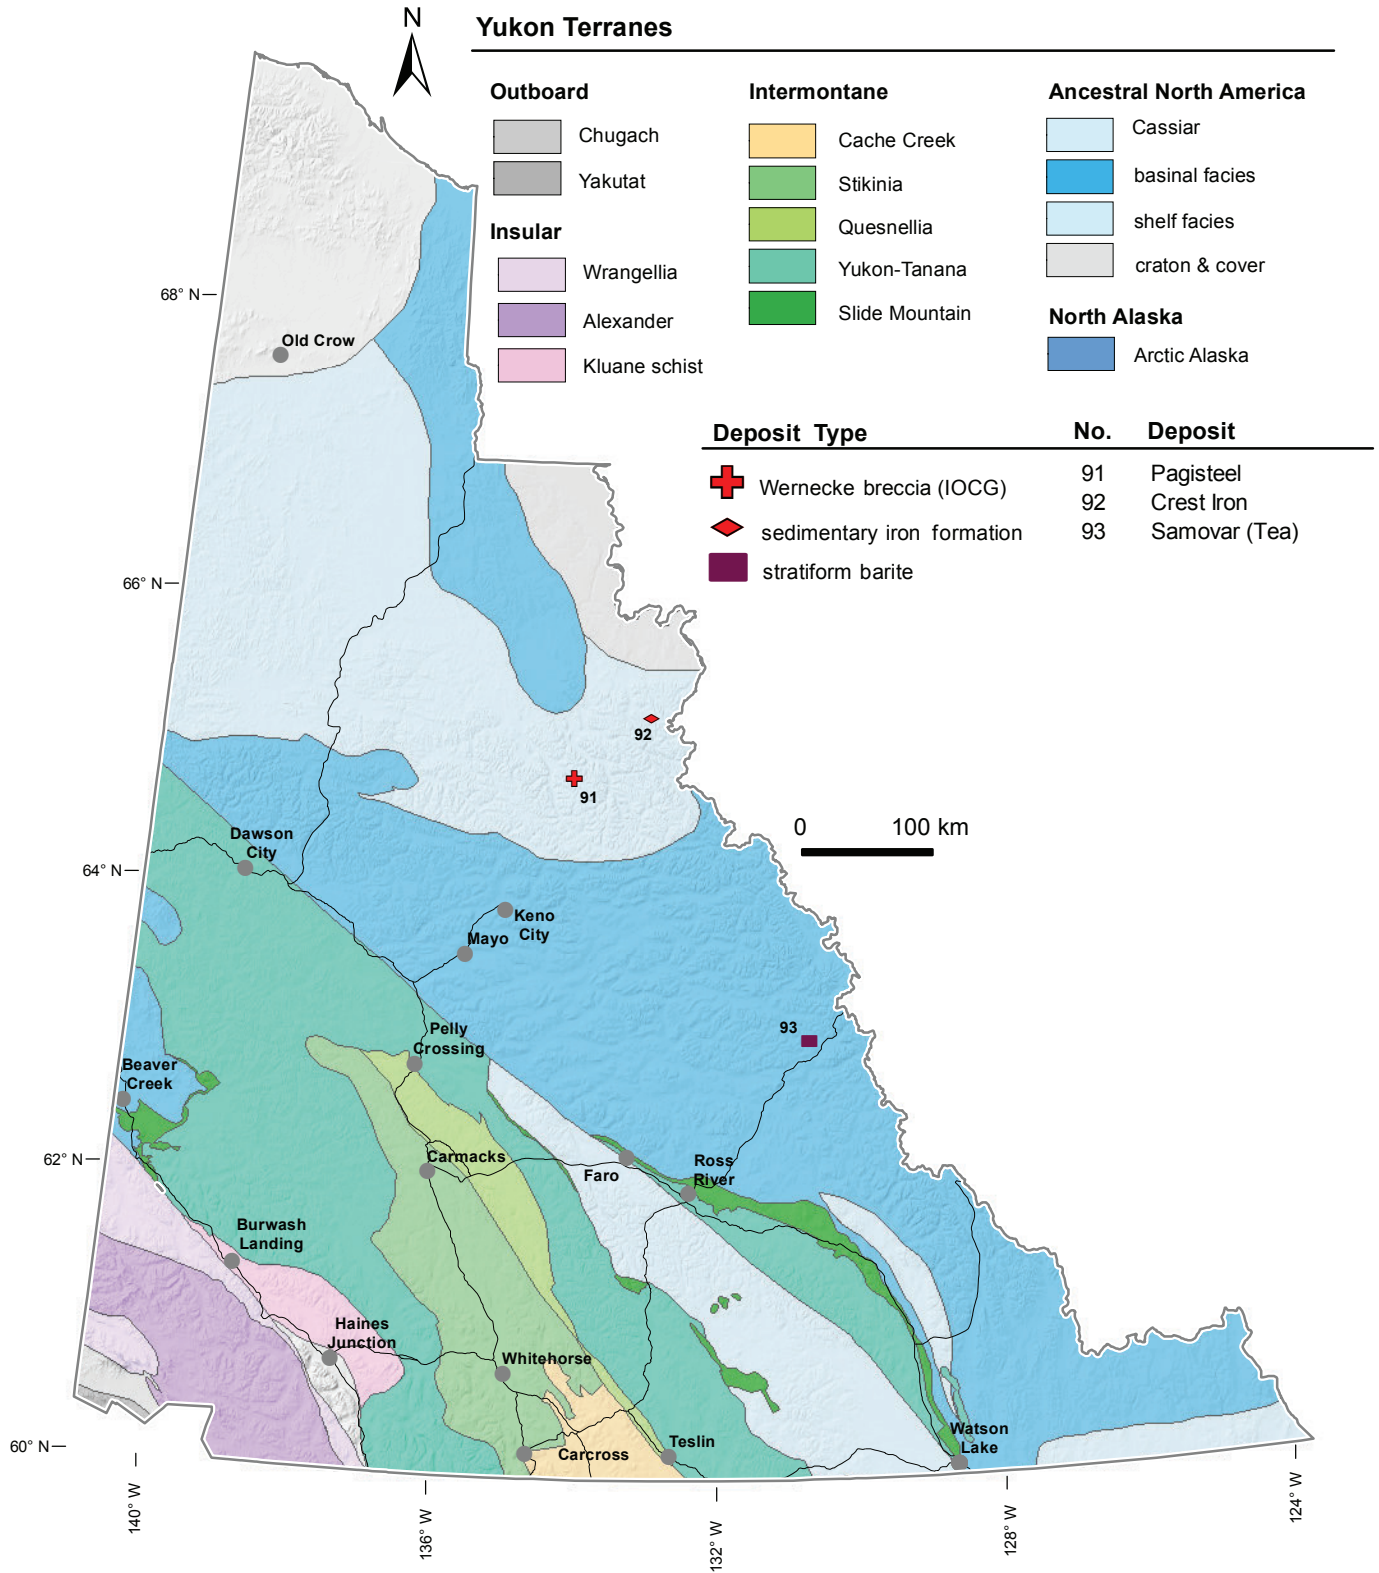 N
Yukon Terranes
Outboard
Chugach
Yakutat
Insular
Wrangellia
Alexander
Kluane schist
Intermontane
Cache Creek
Stikinia
Quesnellia
Yukon-Tanana
Slide Mountain
Ancestral North America
Cassiar
basinal facies
shelf facies
craton & cover
North Alaska
Arctic Alaska
Deposit Type
Wernecke breccia (IOCG)
sedimentary iron formation
stratiform barite
No. Deposit
91 Pagisteel
92 Crest Iron
93 Samovar (Tea)
68° N
Old Crow
66° N
92
91
0 100 km
Dawson
City
64° N
Keno
City
Mayo
93
Pelly
Crossing
Beaver
Creek
62° N
Carmacks
Faro
Ross
River
Burwash
Landing
Haines
Junction
Whitehorse
60° N
Carcross
Teslin
Watson
Lake
140° W
136° W
132° W
128° W
124° W